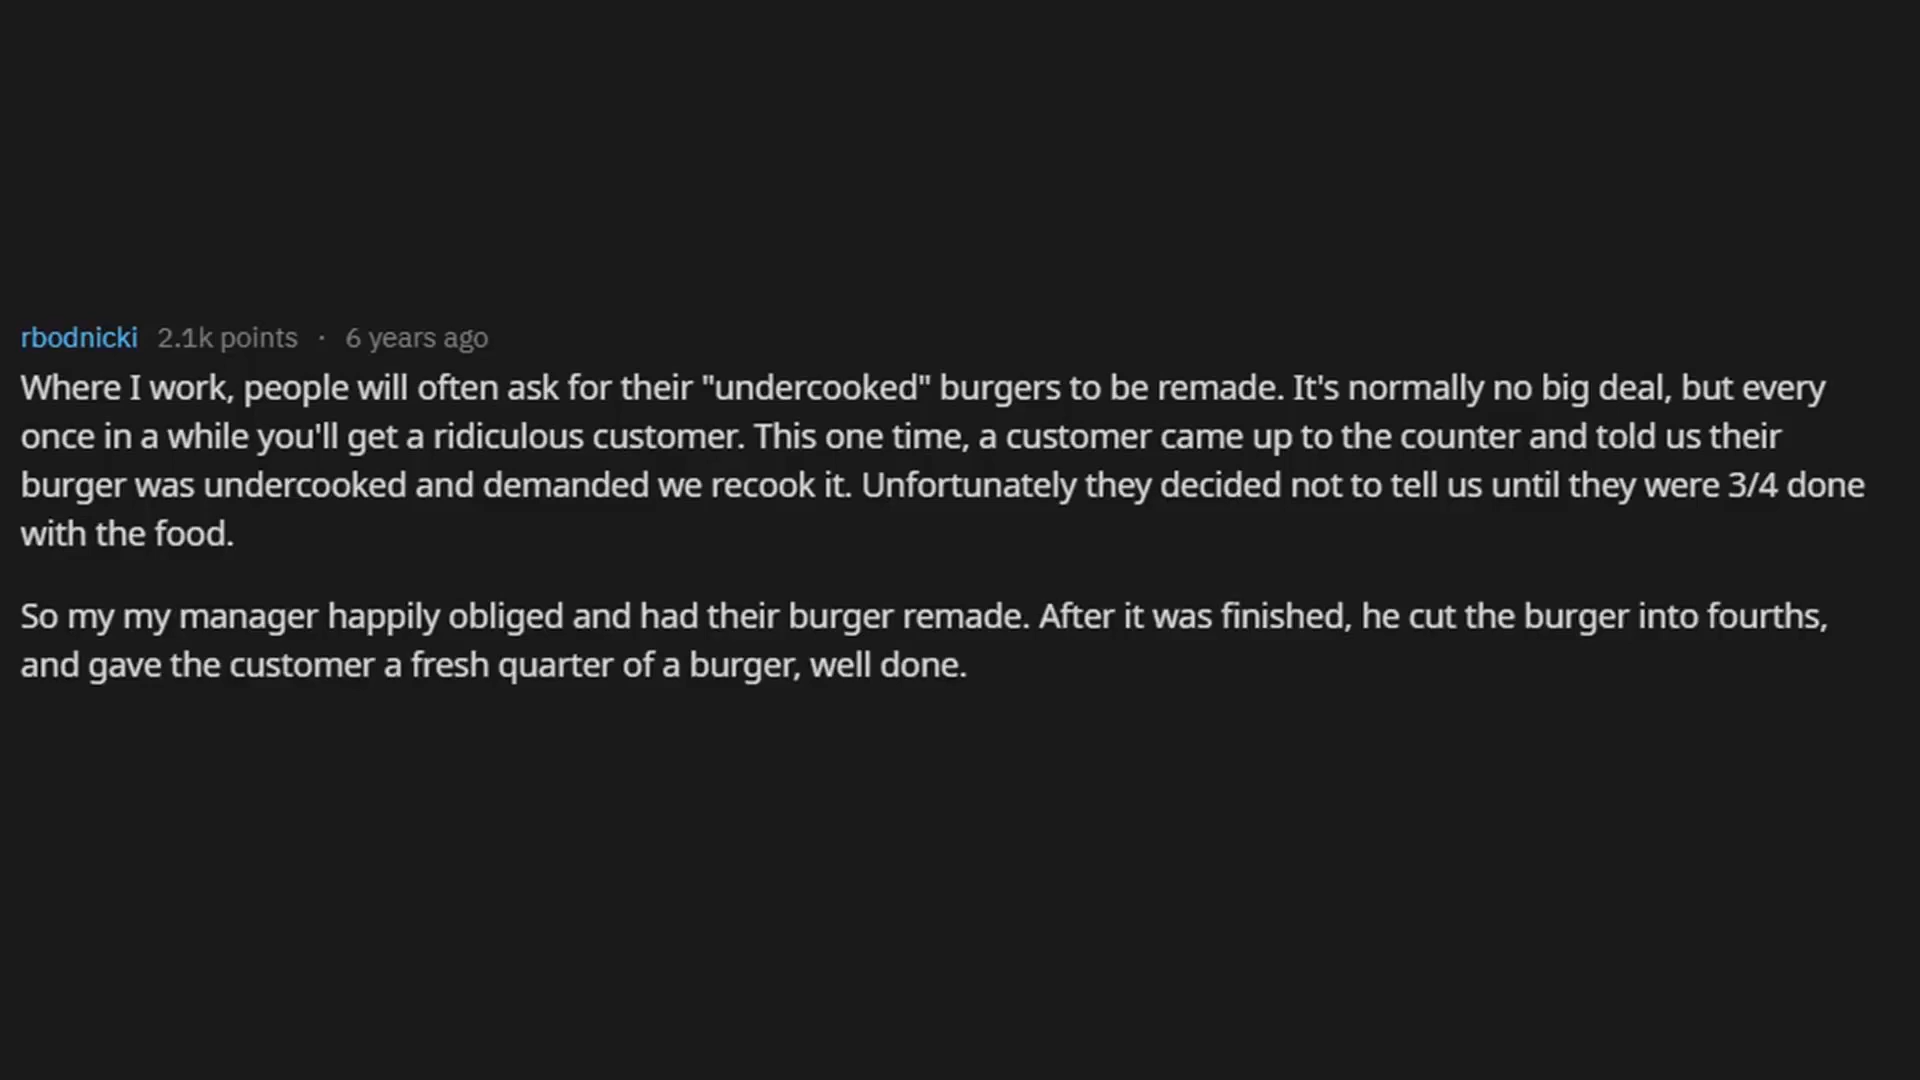 rbodnicki 2.1k points · 6 years ago
Where I work, people will often ask for their "undercooked" burgers to be remade. It's normally no big deal, but every
once in a while you'll get a ridiculous customer. This one time, a customer came up to the counter and told us their
burger was undercooked and demanded we recook it. Unfortunately they decided not to tell us until they were 3/4 done
with the food.
So my my manager happily obliged and had their burger remade. After it was finished, he cut the burger into fourths,
and gave the customer a fresh quarter of a burger, well done.